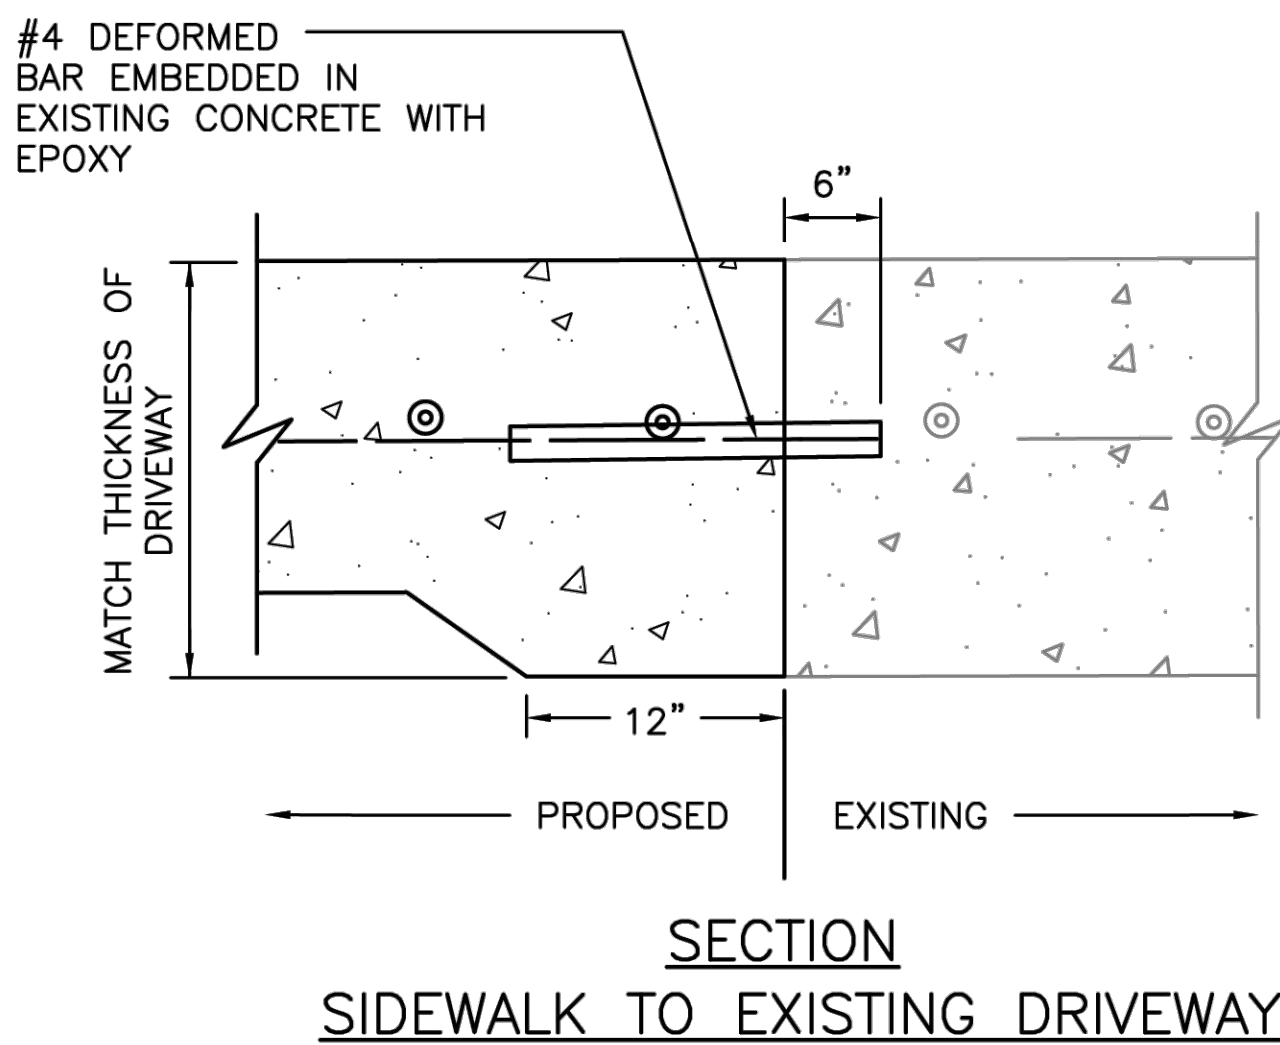 #4 DEFORMED
BAR EMBEDDED IN
EXISTING CONCRETE WITH
EPOXY
6"
MATCH THICKNESS OF
DRIVEWAY
12"
PROPOSED
EXISTING
SECTION
SIDEWALK TO EXISTING DRIVEWAY